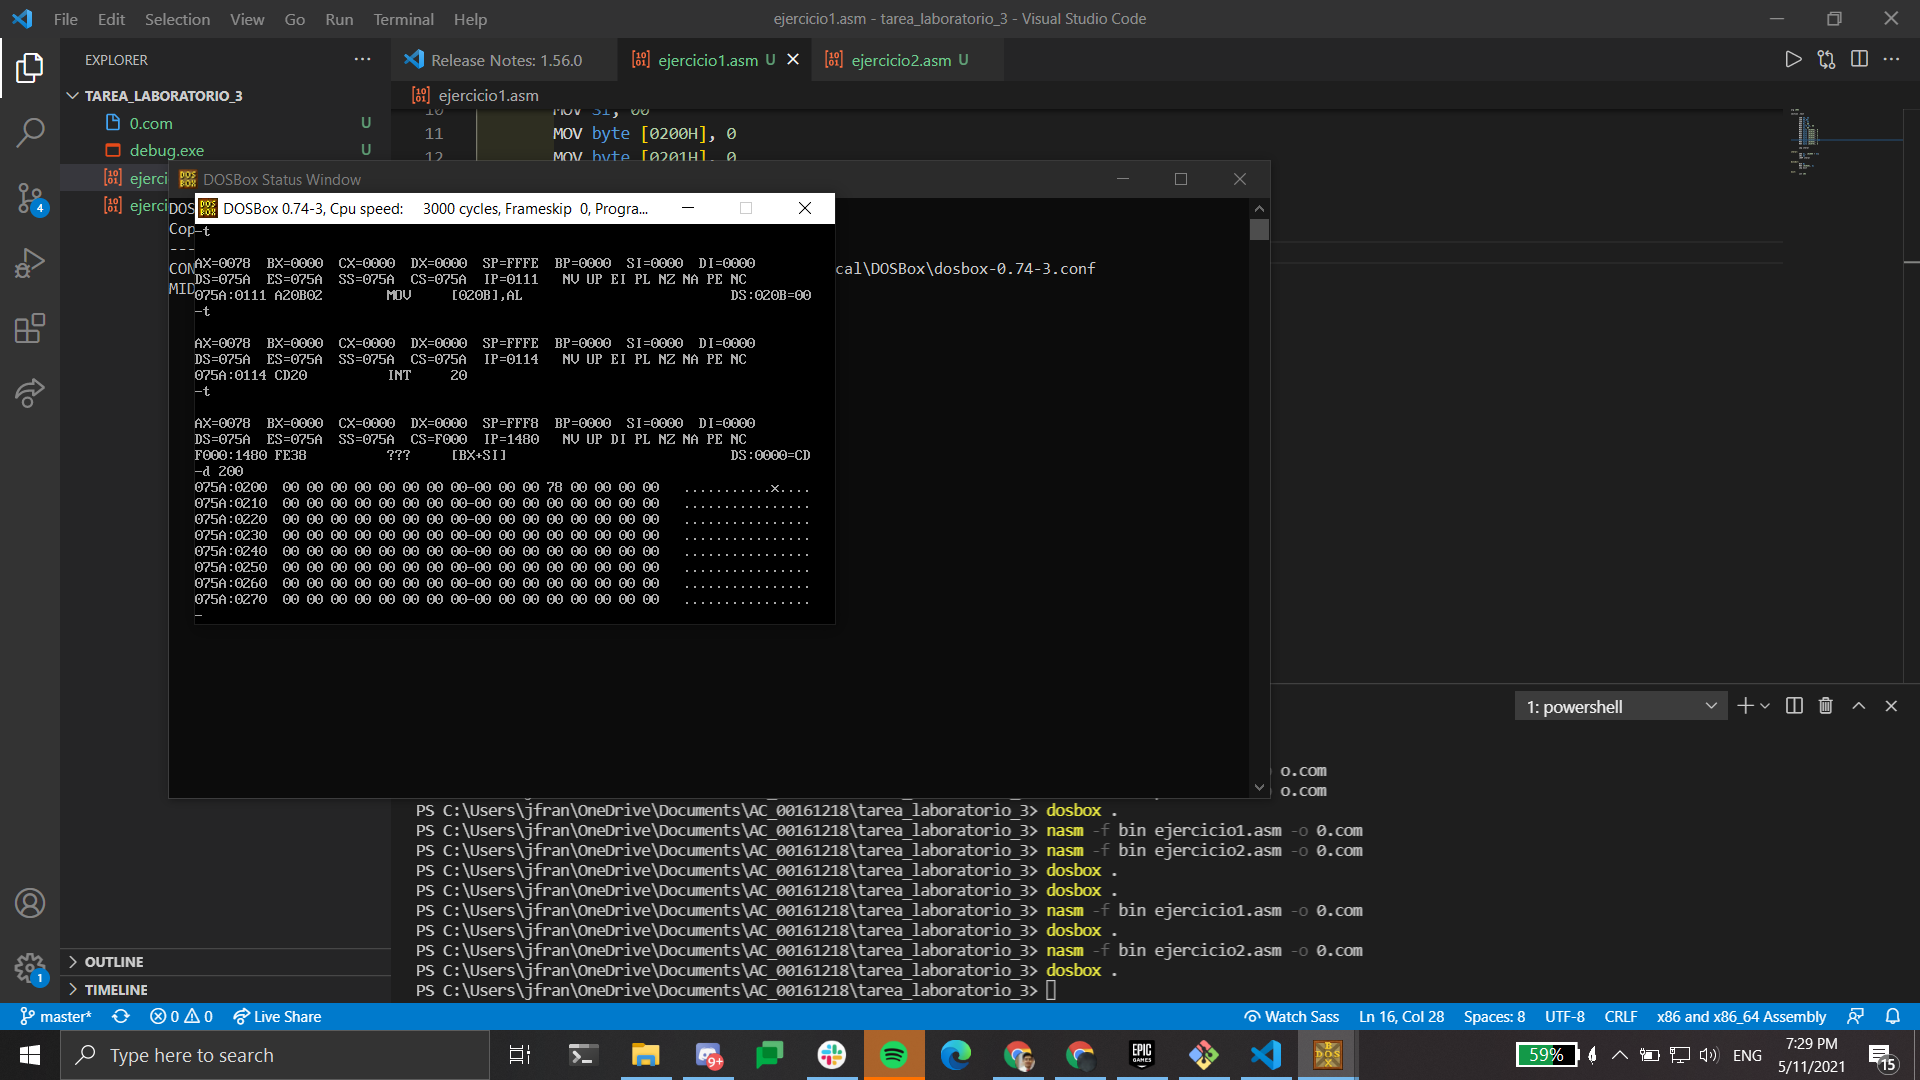 File Edit Selection View Go Run Terminal Help
ejercicio1.asm - tarea_laboratorio_3 - Visual Studio Code
EXPLORER
Release Notes: 1.56.0
ejercicio1.asm U
ejercicio2.asm U
TAREA_LABORATORIO_3
0.com U
debug.exe U
ejerci
ejerci
ejercicio1.asm
10 MOV SI, 00
11 MOV byte [0200H], 0
12 MOV byte [0201H], 0
DOSBox Status Window
DOS
Cop
---
CON
cal\DOSBox\dosbox-0.74-3.conf
MID
DOSBox 0.74-3, Cpu speed: 3000 cycles, Frameskip 0, Progra...
-t
AX=0078 BX=0000 CX=0000 DX=0000 SP=FFFE BP=0000 SI=0000 DI=0000
DS=075A ES=075A SS=075A CS=075A IP=0111 NV UP EI PL NZ NA PE NC
075A:0111 A20B02 MOV [020B],AL DS:020B=00
-t
AX=0078 BX=0000 CX=0000 DX=0000 SP=FFFE BP=0000 SI=0000 DI=0000
DS=075A ES=075A SS=075A CS=075A IP=0114 NV UP EI PL NZ NA PE NC
075A:0114 CD20 INT 20
-t
AX=0078 BX=0000 CX=0000 DX=0000 SP=FFF8 BP=0000 SI=0000 DI=0000
DS=075A ES=075A SS=075A CS=F000 IP=1480 NV UP DI PL NZ NA PE NC
F000:1480 FE38 ??? [BX+SI] DS:0000=CD
-d 200
075A:0200 00 00 00 00 00 00 00 00-00 00 00 78 00 00 00 00 ...........x....
075A:0210 00 00 00 00 00 00 00 00-00 00 00 00 00 00 00 00 ................
075A:0220 00 00 00 00 00 00 00 00-00 00 00 00 00 00 00 00 ................
075A:0230 00 00 00 00 00 00 00 00-00 00 00 00 00 00 00 00 ................
075A:0240 00 00 00 00 00 00 00 00-00 00 00 00 00 00 00 00 ................
075A:0250 00 00 00 00 00 00 00 00-00 00 00 00 00 00 00 00 ................
075A:0260 00 00 00 00 00 00 00 00-00 00 00 00 00 00 00 00 ................
075A:0270 00 00 00 00 00 00 00 00-00 00 00 00 00 00 00 00 ................
-
1: powershell
o.com
o.com
PS C:\Users\jfran\OneDrive\Documents\AC_00161218\tarea_laboratorio_3> dosbox .
PS C:\Users\jfran\OneDrive\Documents\AC_00161218\tarea_laboratorio_3> nasm -f bin ejercicio1.asm -o 0.com
PS C:\Users\jfran\OneDrive\Documents\AC_00161218\tarea_laboratorio_3> nasm -f bin ejercicio2.asm -o 0.com
PS C:\Users\jfran\OneDrive\Documents\AC_00161218\tarea_laboratorio_3> dosbox .
PS C:\Users\jfran\OneDrive\Documents\AC_00161218\tarea_laboratorio_3> dosbox .
PS C:\Users\jfran\OneDrive\Documents\AC_00161218\tarea_laboratorio_3> nasm -f bin ejercicio1.asm -o 0.com
PS C:\Users\jfran\OneDrive\Documents\AC_00161218\tarea_laboratorio_3> dosbox .
PS C:\Users\jfran\OneDrive\Documents\AC_00161218\tarea_laboratorio_3> nasm -f bin ejercicio2.asm -o 0.com
PS C:\Users\jfran\OneDrive\Documents\AC_00161218\tarea_laboratorio_3> dosbox .
PS C:\Users\jfran\OneDrive\Documents\AC_00161218\tarea_laboratorio_3>
4
1
OUTLINE
TIMELINE
master* 0 0 Live Share
Watch Sass Ln 16, Col 28 Spaces: 8 UTF-8 CRLF x86 and x86_64 Assembly
Type here to search
9+
EPIC GAMES
59%
ENG
7:29 PM
5/11/2021
15